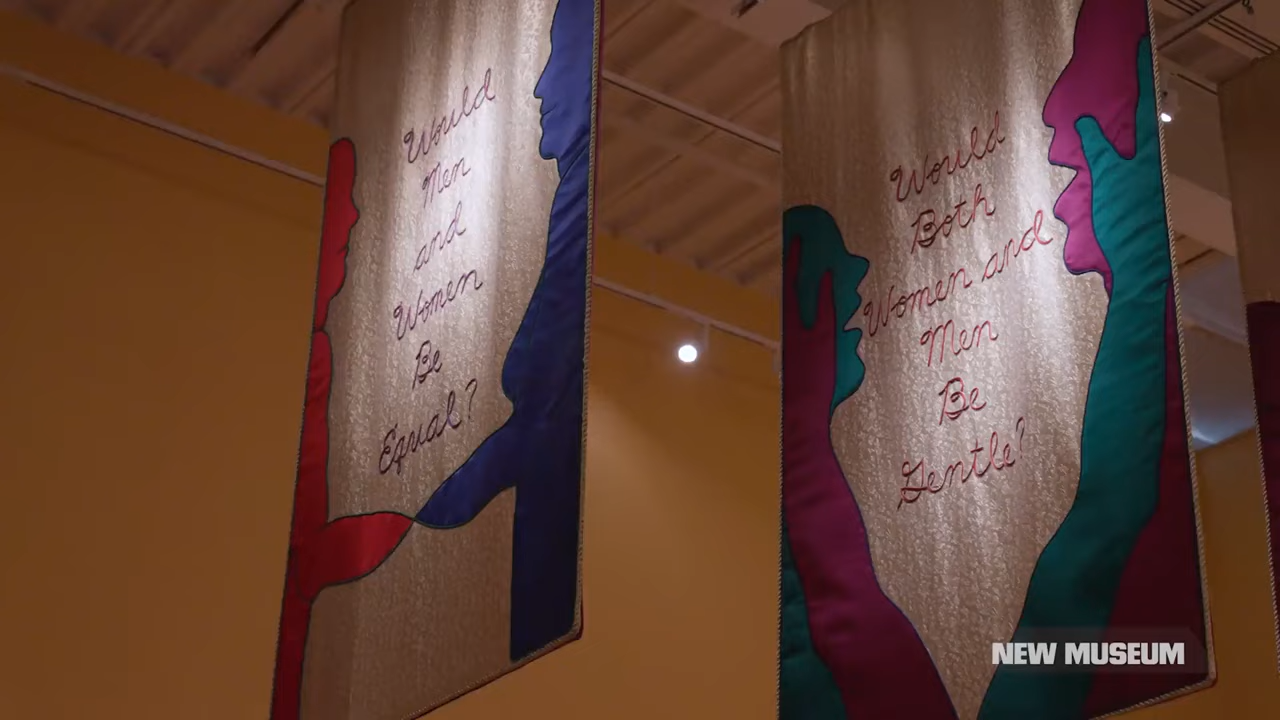 Would
Men
and
Women
Be
Equal?
Would
Both
Women and
Men
Be
Gentle?
NEW MUSEUM